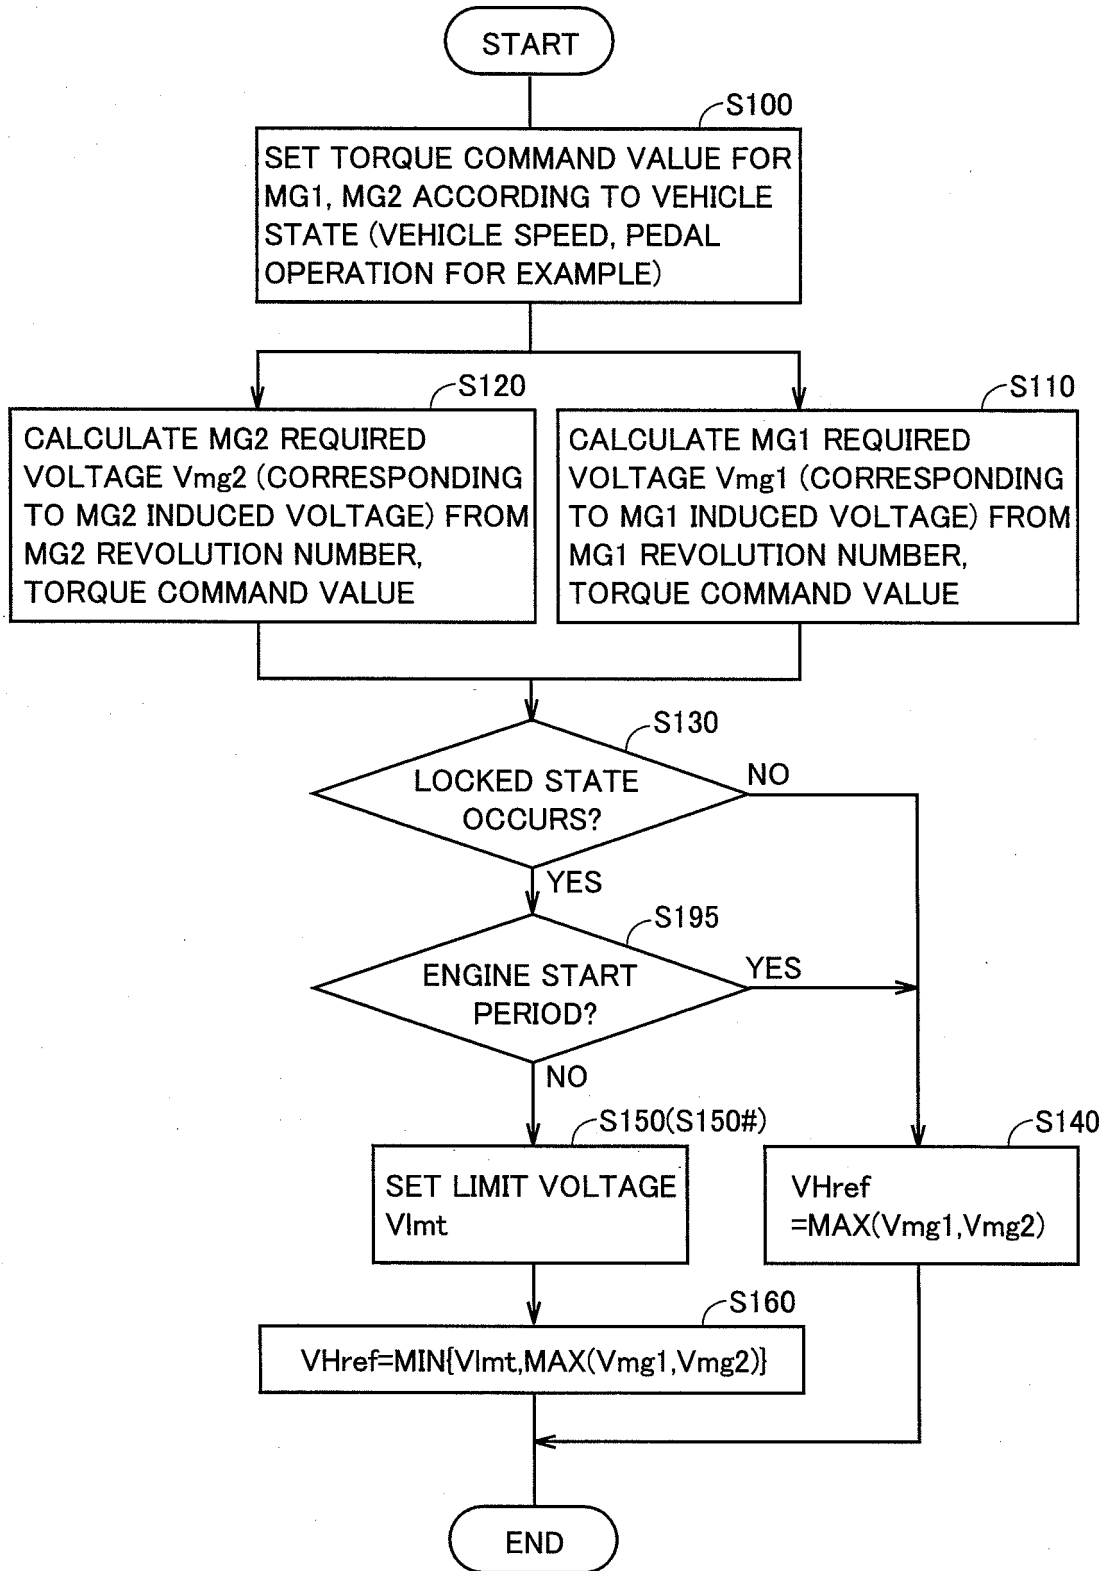 START
S100
SET TORQUE COMMAND VALUE FOR
MG1, MG2 ACCORDING TO VEHICLE
STATE (VEHICLE SPEED, PEDAL
OPERATION FOR EXAMPLE)
S120
CALCULATE MG2 REQUIRED
VOLTAGE Vmg2 (CORRESPONDING
TO MG2 INDUCED VOLTAGE) FROM
MG2 REVOLUTION NUMBER,
TORQUE COMMAND VALUE
S110
CALCULATE MG1 REQUIRED
VOLTAGE Vmg1 (CORRESPONDING
TO MG1 INDUCED VOLTAGE) FROM
MG1 REVOLUTION NUMBER,
TORQUE COMMAND VALUE
S130
LOCKED STATE
OCCURS?
NO
YES
S195
ENGINE START
PERIOD?
YES
NO
S150(S150#)
SET LIMIT VOLTAGE
Vlmt
S140
VHref
=MAX(Vmg1,Vmg2)
S160
VHref=MIN{Vlmt,MAX(Vmg1,Vmg2)}
END